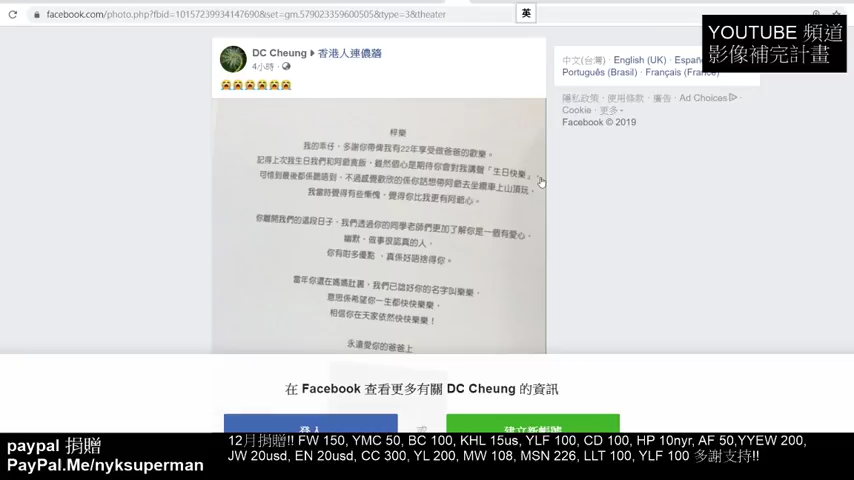 facebook.com/photo.php?fbid=10157239934147690&set=gm.579023359600505&type=3&theater
英
YOUTUBE 頻道
影像補完計畫
DC Cheung ▸ 香港人連儂牆
4小時
中文(台灣) · English (UK) · Españ
Português (Brasil) · Français (France)
隱私政策 · 使用條款 · 廣告 · Ad Choices
Cookie · 更多
Facebook © 2019
梓樂
我的乖仔，多謝你帶俾我有22年享受做爸爸的歡樂。
記得上次我生日我們和阿爺食飯，雖然個心是期待你會對我講聲「生日快樂」，
可惜到最後都係聽唔到，不過感覺歡欣的係你話想帶阿爺去坐纜車上山頂玩，
我當時覺得有些慚愧，覺得你比我更有阿爺心。
你離開我們的這段日子，我們透過你的同學老師們更加了解你是一個有愛心，
幽默，做事很認真的人，
你有咁多優點，真係好唔捨得你。
當年你還在媽媽肚裏，我們已諗好你的名字叫樂樂，
意思係希望你一生都快快樂樂，
相信你在天家依然快快樂樂！
永遠愛你的爸爸上
在 Facebook 查看更多有關 DC Cheung 的資訊
登入
或
建立新帳號
paypal 捐贈
PayPal.Me/nyksuperman
12月捐贈!! FW 150, YMC 50, BC 100, KHL 15us, YLF 100, CD 100, HP 10nyr, AF 50,YYEW 200,
JW 20usd, EN 20usd, CC 300, YL 200, MW 108, MSN 226, LLT 100, YLF 100 多謝支持!!